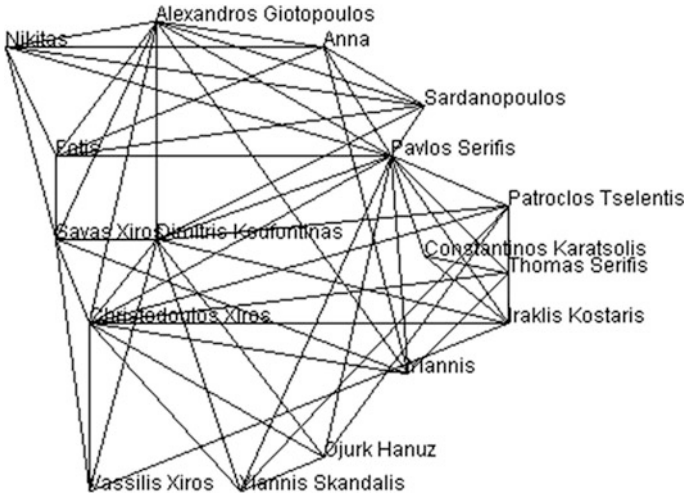 Alexandros Giotopoulos
Nikitas
Anna
Sardanopoulos
Fotis
Pavlos Serifis
Patroclos Tselentis
Savas Xiros
Dimitris Koufontinas
Constantinos Karatsolis
Thomas Serifis
Christodoulos Xiros
Iraklis Kostaris
Yiannis
Ojurk Hanuz
Vassilis Xiros
Yiannis Skandalis